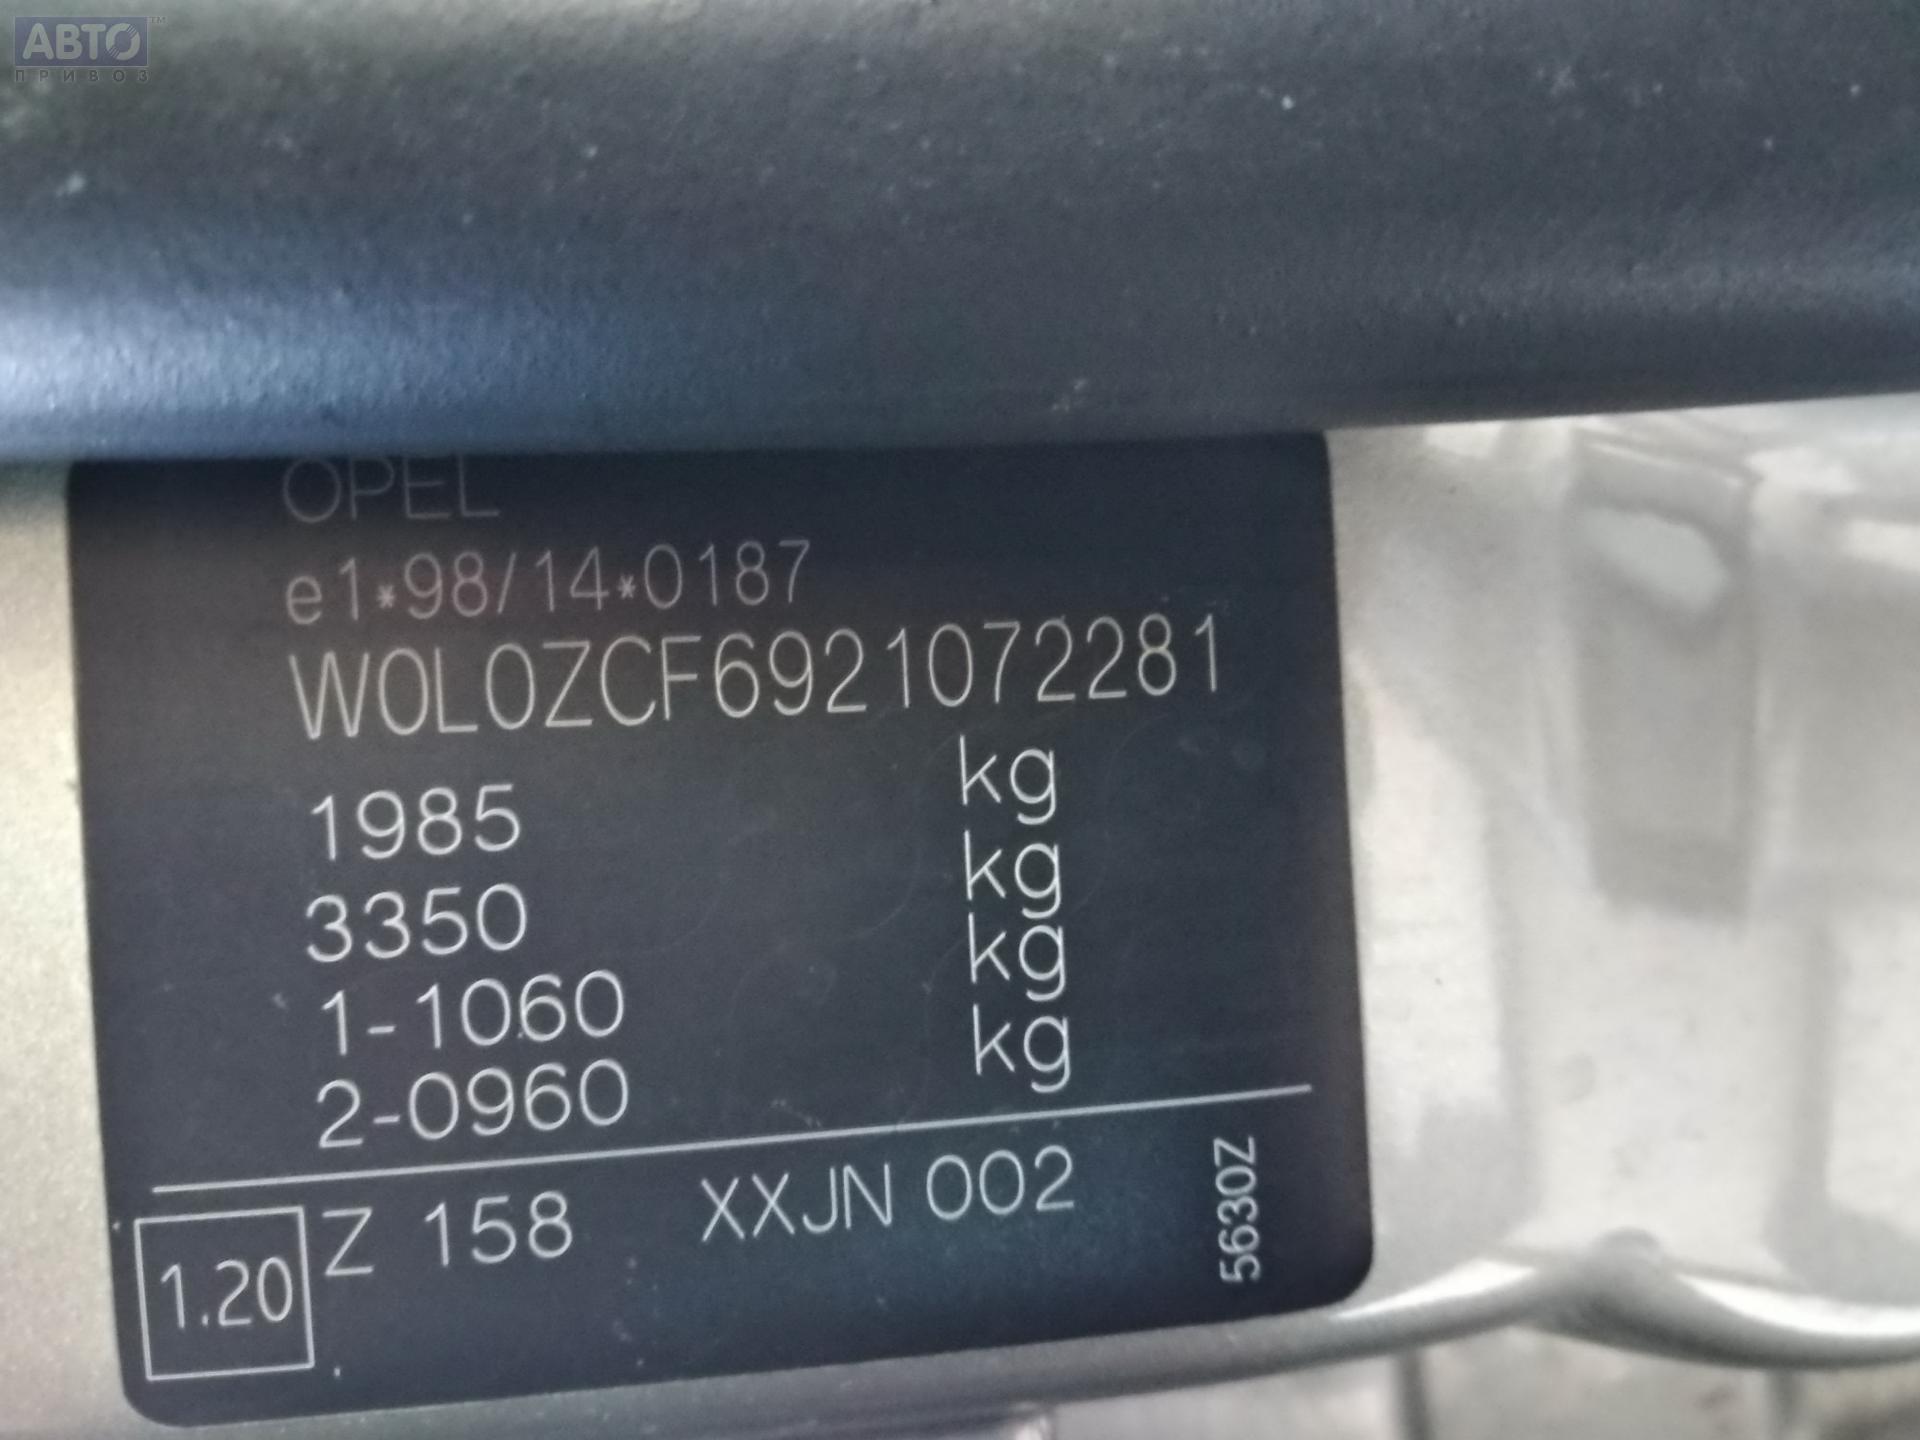 АВТО™
ПРИВОЗ
OPEL
e1*98/14*0187
W0L0ZCF6921072281
1985 kg
3350 kg
1-1060 kg
2-0960 kg
1.20 Z 158 XXJN 002
5630Z